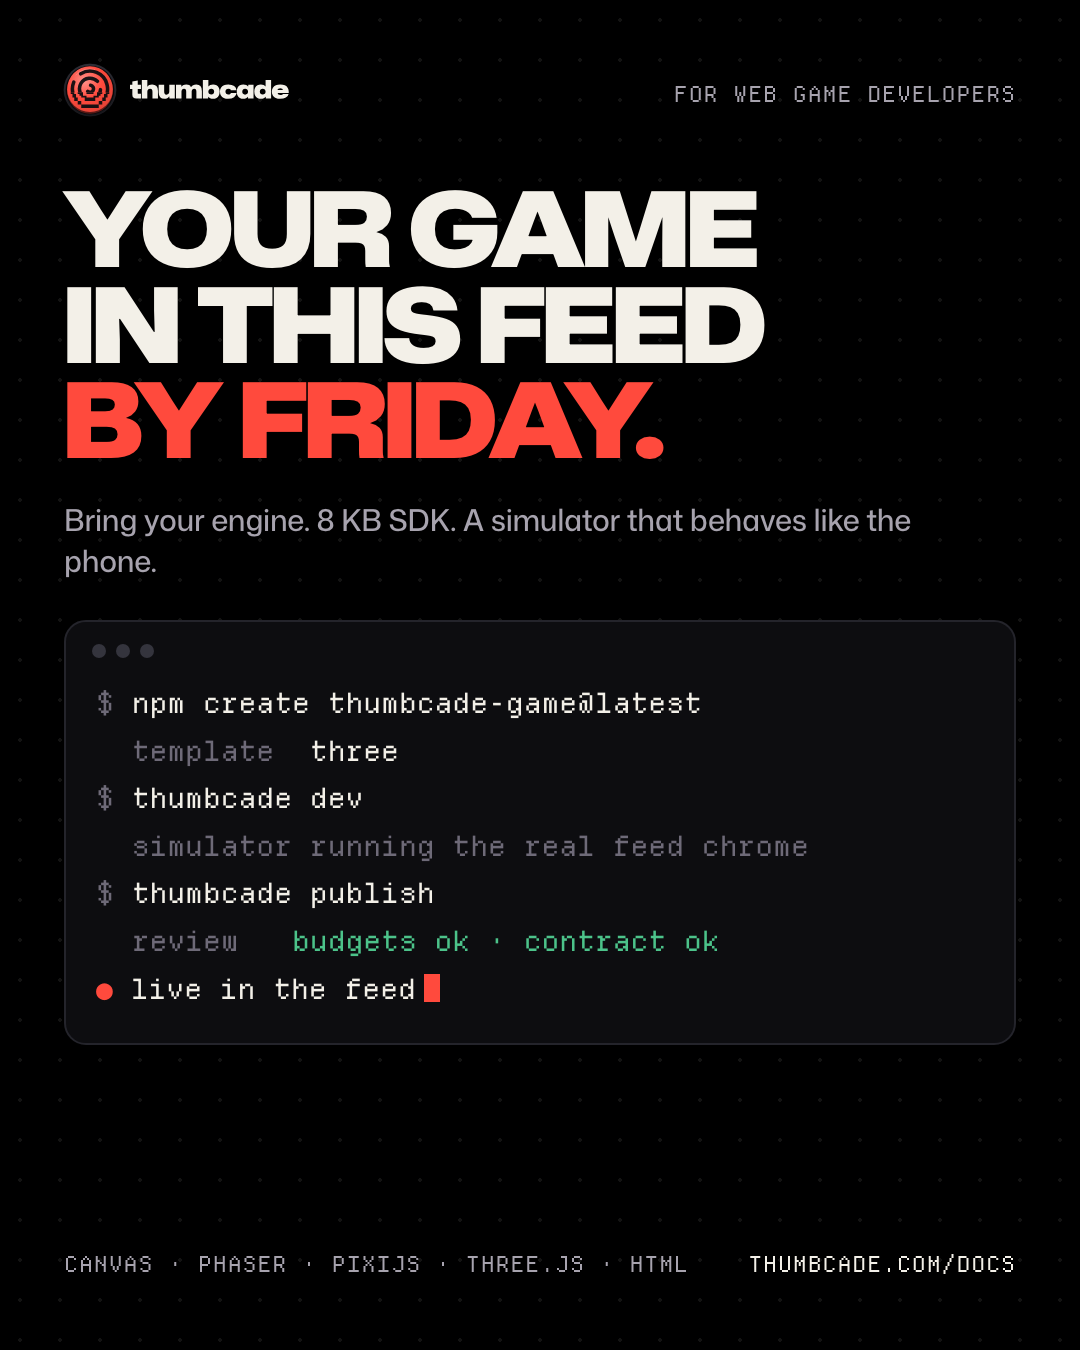 thumbcade
FOR WEB GAME DEVELOPERS
YOUR GAME
IN THIS FEED
BY FRIDAY.
Bring your engine. 8 KB SDK. A simulator that behaves like the
phone.
$ npm create thumbcade-game@latest
template three
$ thumbcade dev
simulator running the real feed chrome
$ thumbcade publish
review budgets ok · contract ok
● live in the feed
CANVAS · PHASER · PIXIJS · THREE.JS · HTML
THUMBCADE.COM/DOCS